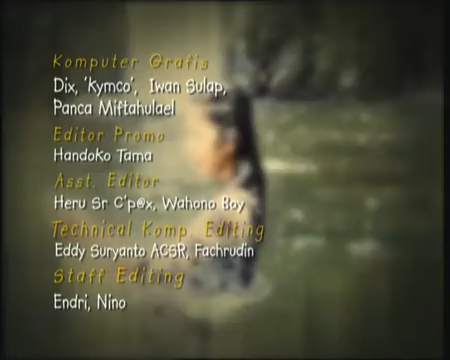 Komputer Grafis
Dix, 'kymco', Iwan Sulap,
Panca Miftahulael
Editor Promo
Handoko Tama
Asst. Editor
Heru Sr C'p@x, Wahono Boy
Technical Komp. Editing
Eddy Suryanto ACSR, Fachrudin
Staff Editing
Endri, Nino